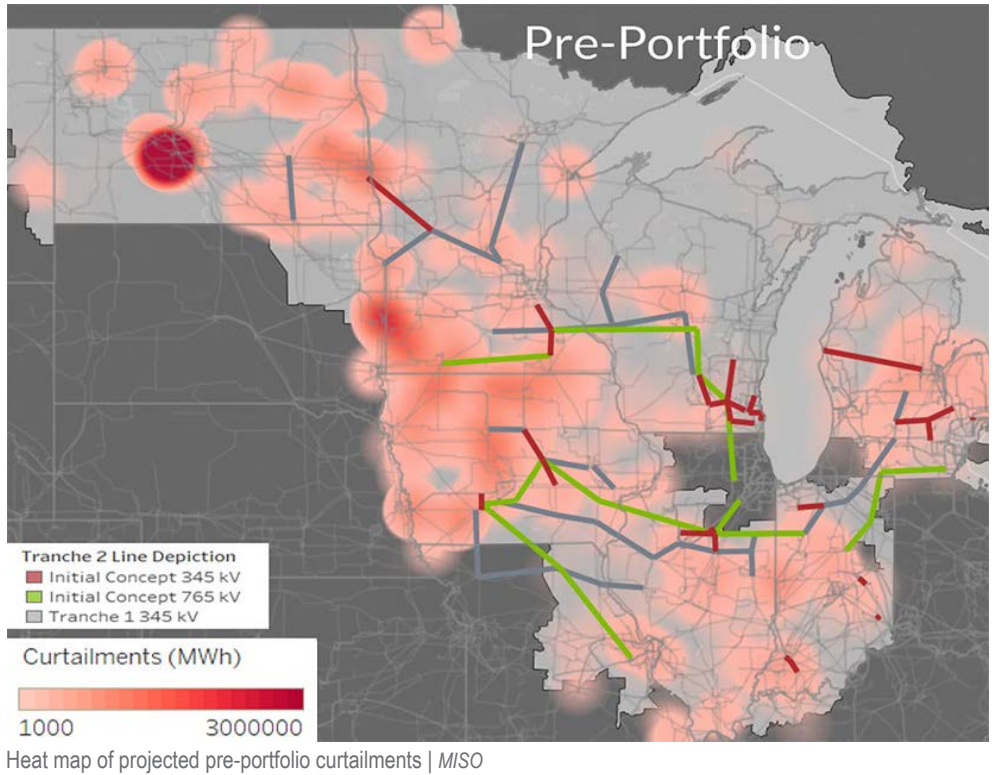 Pre-Portfolio
Tranche 2 Line Depiction
Initial Concept 345 kV
Initial Concept 765 kV
Tranche 1 345 kV
Curtailments (MWh)
1000 3000000
Heat map of projected pre-portfolio curtailments | MISO